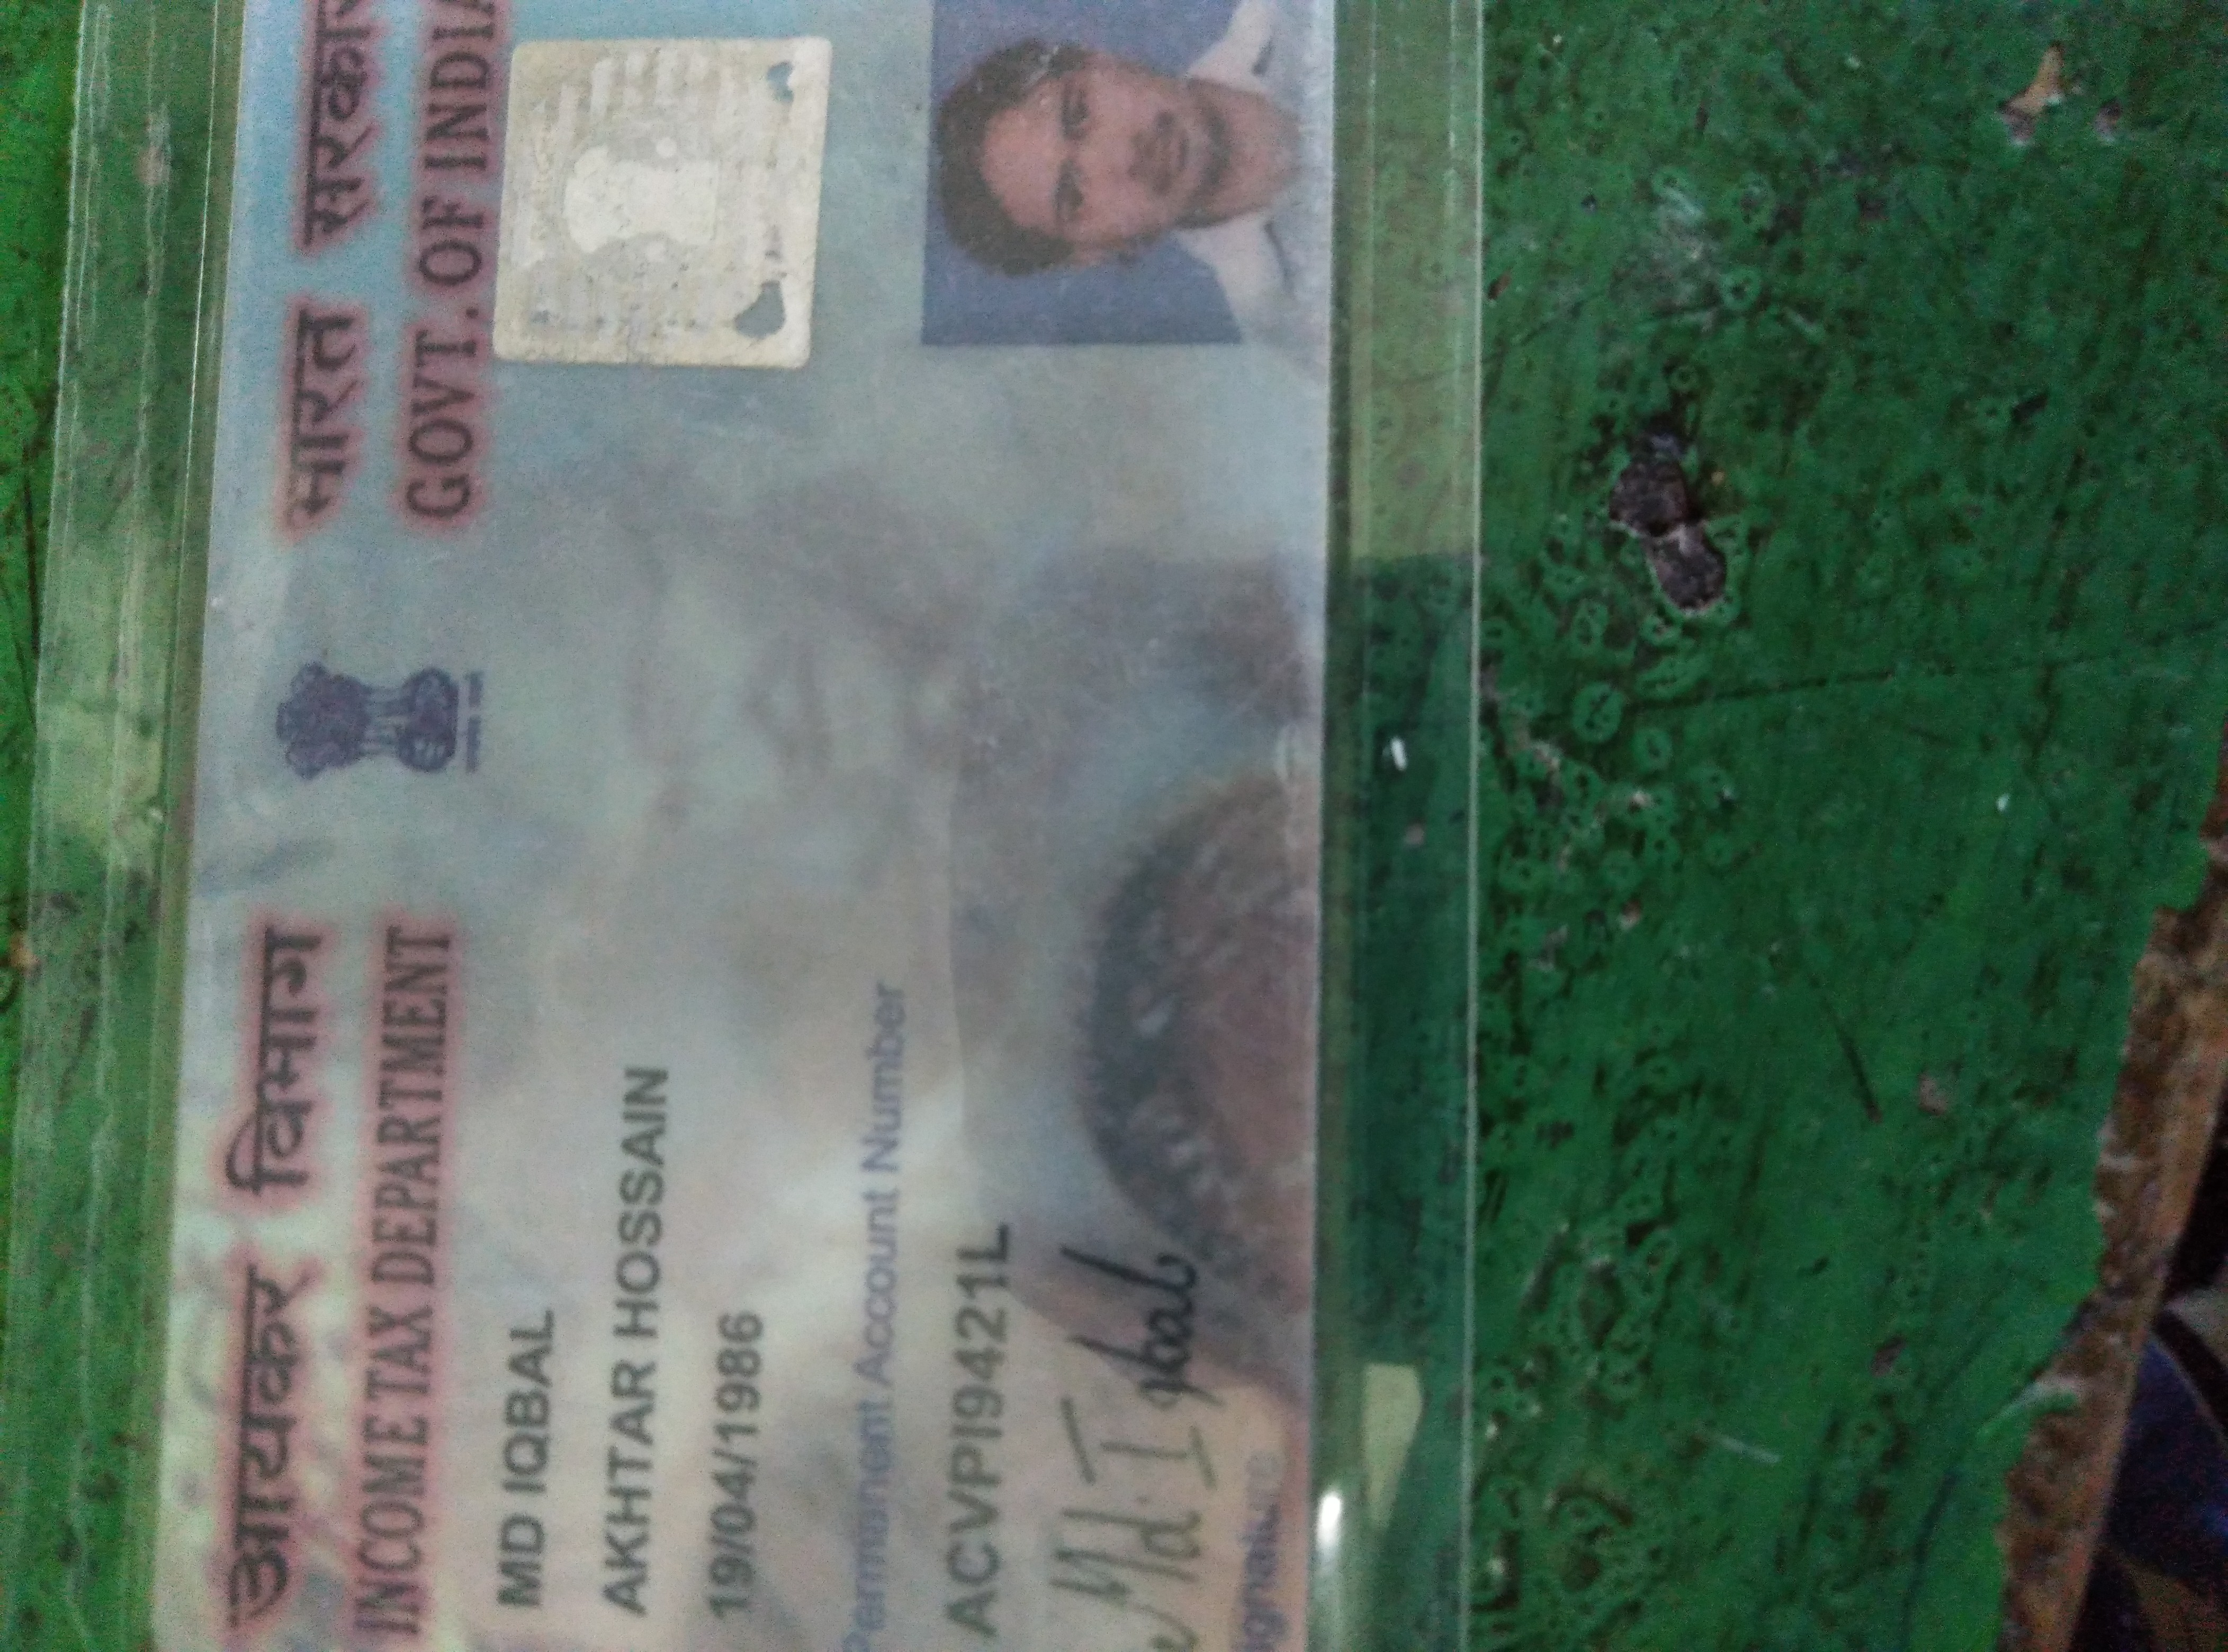 आयकर विभाग
INCOME TAX DEPARTMENT
भारत सरकार
GOVT. OF INDIA
MD IQBAL
AKHTAR HOSSAIN
19/04/1986
Permanent Account Number
ACVPI9421L
Md. Iqbal
Signature